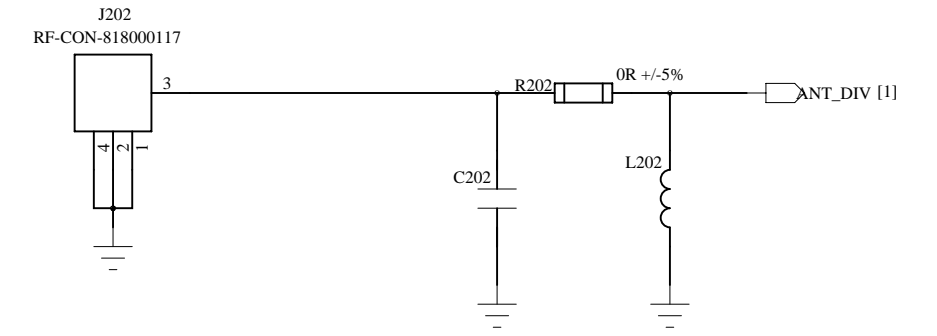 J202
RF-CON-818000117
3
R202
0R +/-5%
ANT_DIV [1]
4
2
1
C202
L202